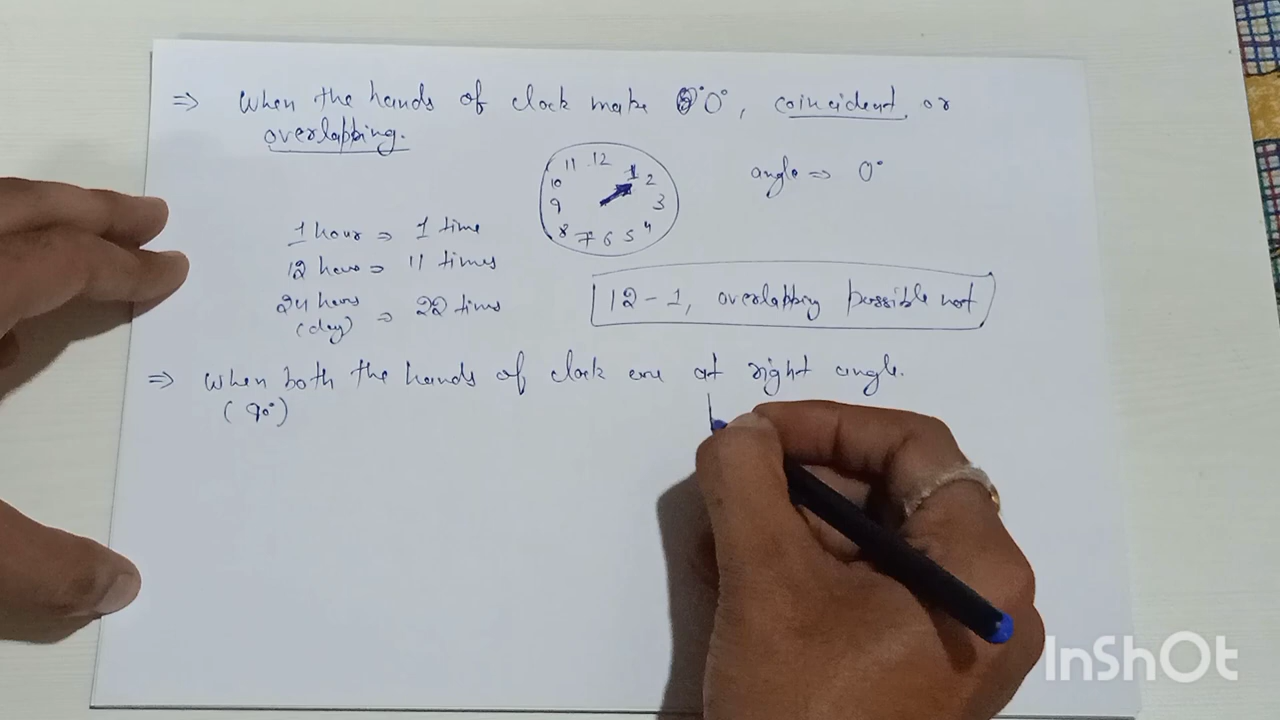 ⇒ When the hands of clock make 0°, coincident or
overlapping.
11 12 1 2 3 4 5 6 7 8 9 10
angle ⇒ 0°
1 hour ⇒ 1 time
12 hours ⇒ 11 times
24 hours ⇒ 22 times
(day)
12-1, overlapping possible not
⇒ When both the hands of clock are at right angle.
(90°)
InShOt